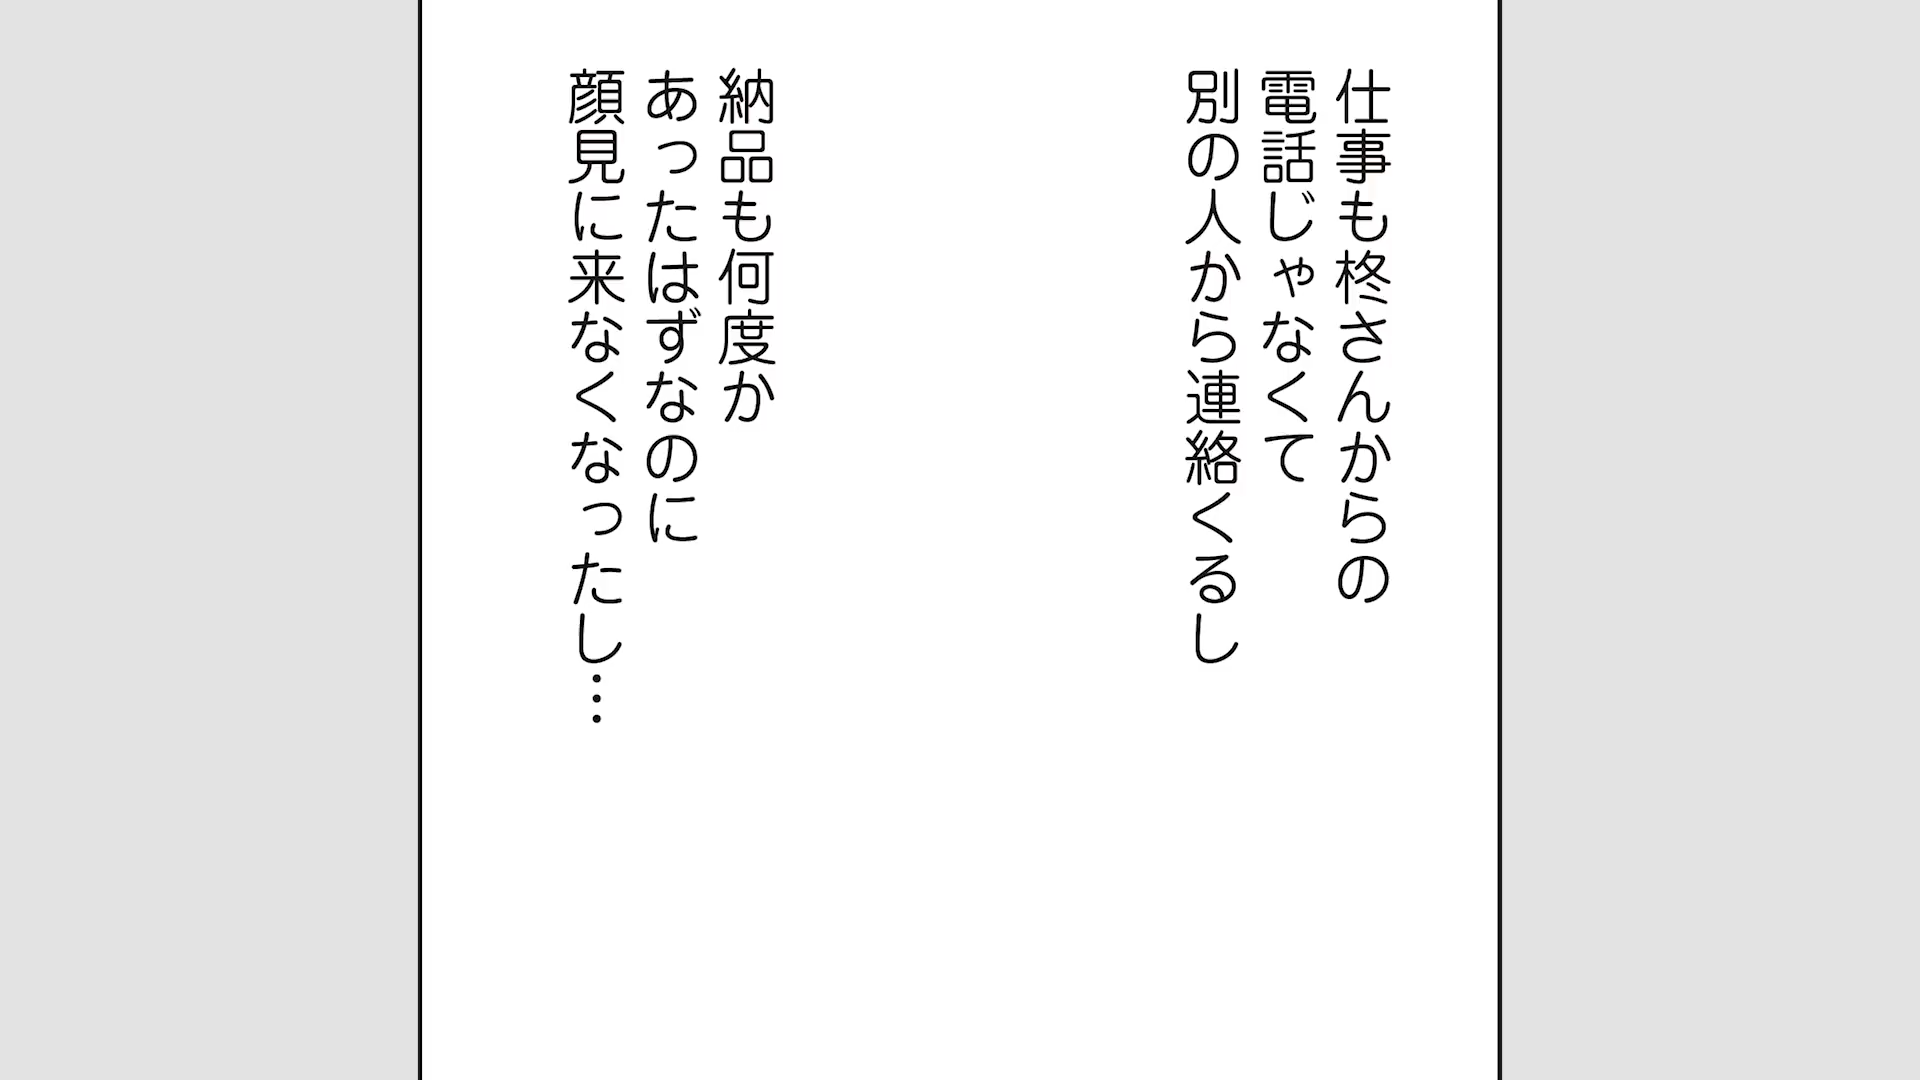 仕事も柊さんからの
電話じゃなくて
別の人から連絡くるし
納品も何度か
あったはずなのに
顔見に来なくなったし…